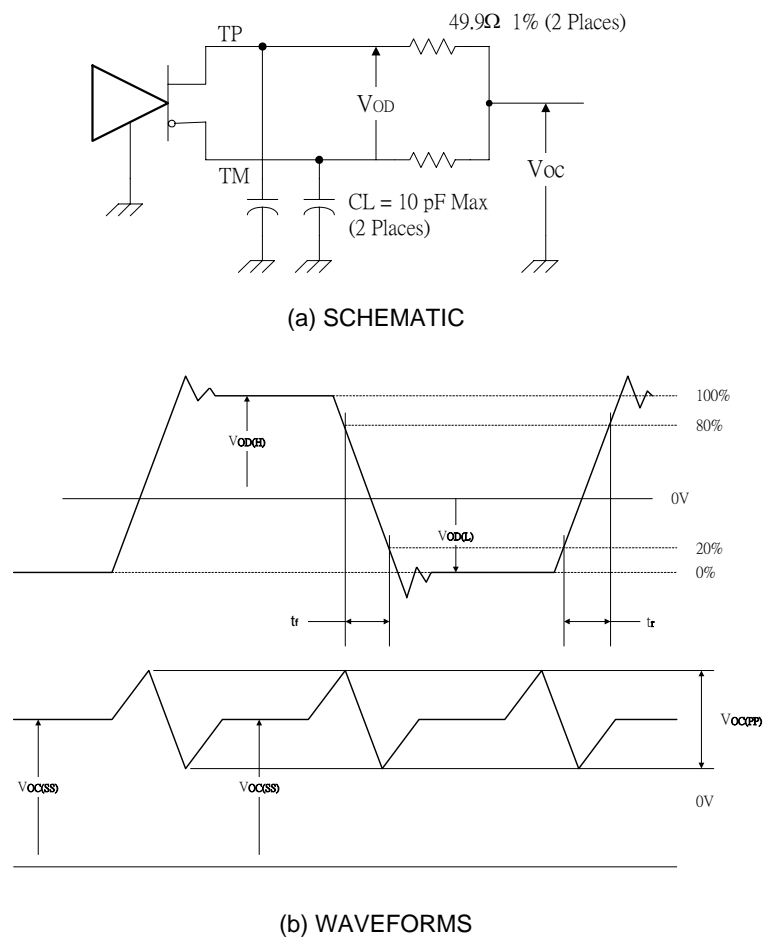 TP
49.9Ω 1% (2 Places)
VOD
TM
VOC
CL = 10 pF Max
(2 Places)
(a) SCHEMATIC
100%
80%
VOD(H)
0V
VOD(L)
20%
0%
tf
tr
VOC(PP)
VOC(SS)
VOC(SS)
0V
(b) WAVEFORMS